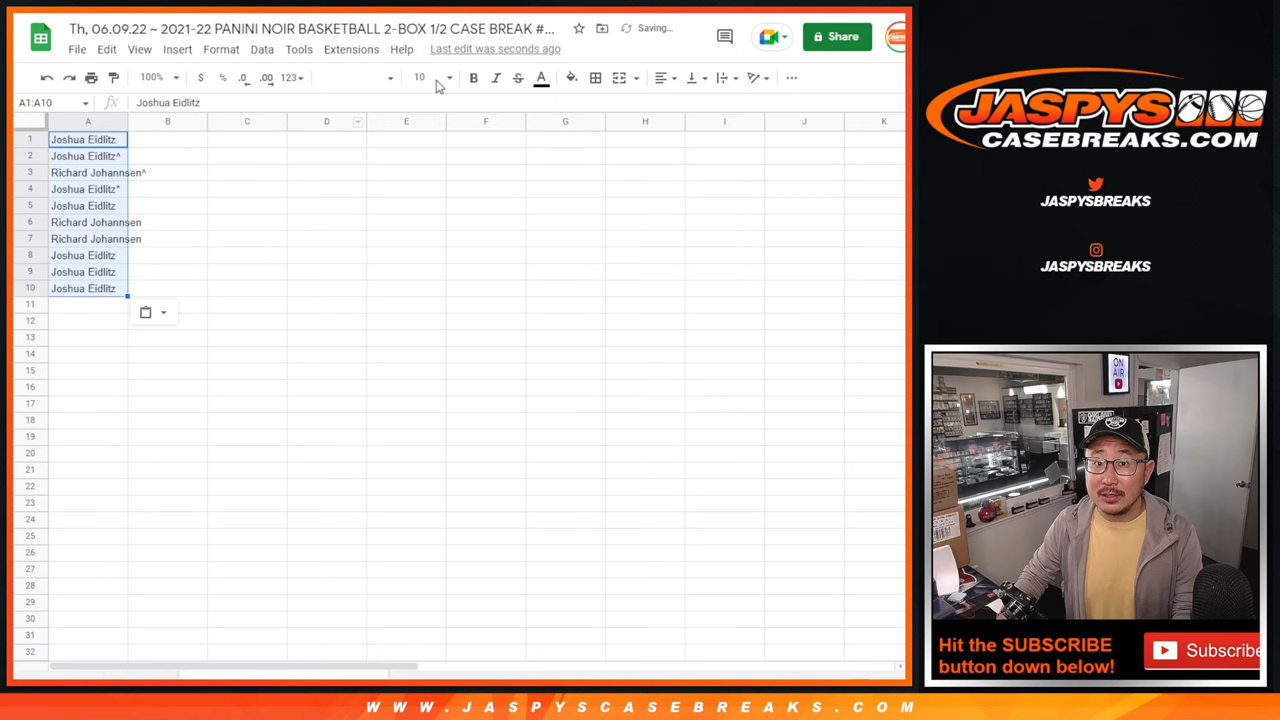 Th, 06.09.22 ~ 2021-22 PANINI NOIR BASKETBALL 2-BOX 1/2 CASE BREAK #...
Saving...
Share
File Edit View Insert Format Data Tools Extensions Help Last edit was seconds ago
100% $ % .0 .00 123 10 B I S A
A1:A10 fx Joshua Eidlitz
A B C D E F G H I J K
1 Joshua Eidlitz
2 Joshua Eidlitz^
3 Richard Johannsen^
4 Joshua Eidlitz*
5 Joshua Eidlitz
6 Richard Johannsen
7 Richard Johannsen
8 Joshua Eidlitz
9 Joshua Eidlitz
10 Joshua Eidlitz
11
12
13
14
15
16
17
18
19
20
21
22
23
24
25
26
27
28
29
30
31
32
JASPYS
CASEBREAKS.COM
JASPYSBREAKS
JASPYSBREAKS
ON
AIR
Hit the SUBSCRIBE
button down below!
Subscribe
WWW.JASPYSCASEBREAKS.COM